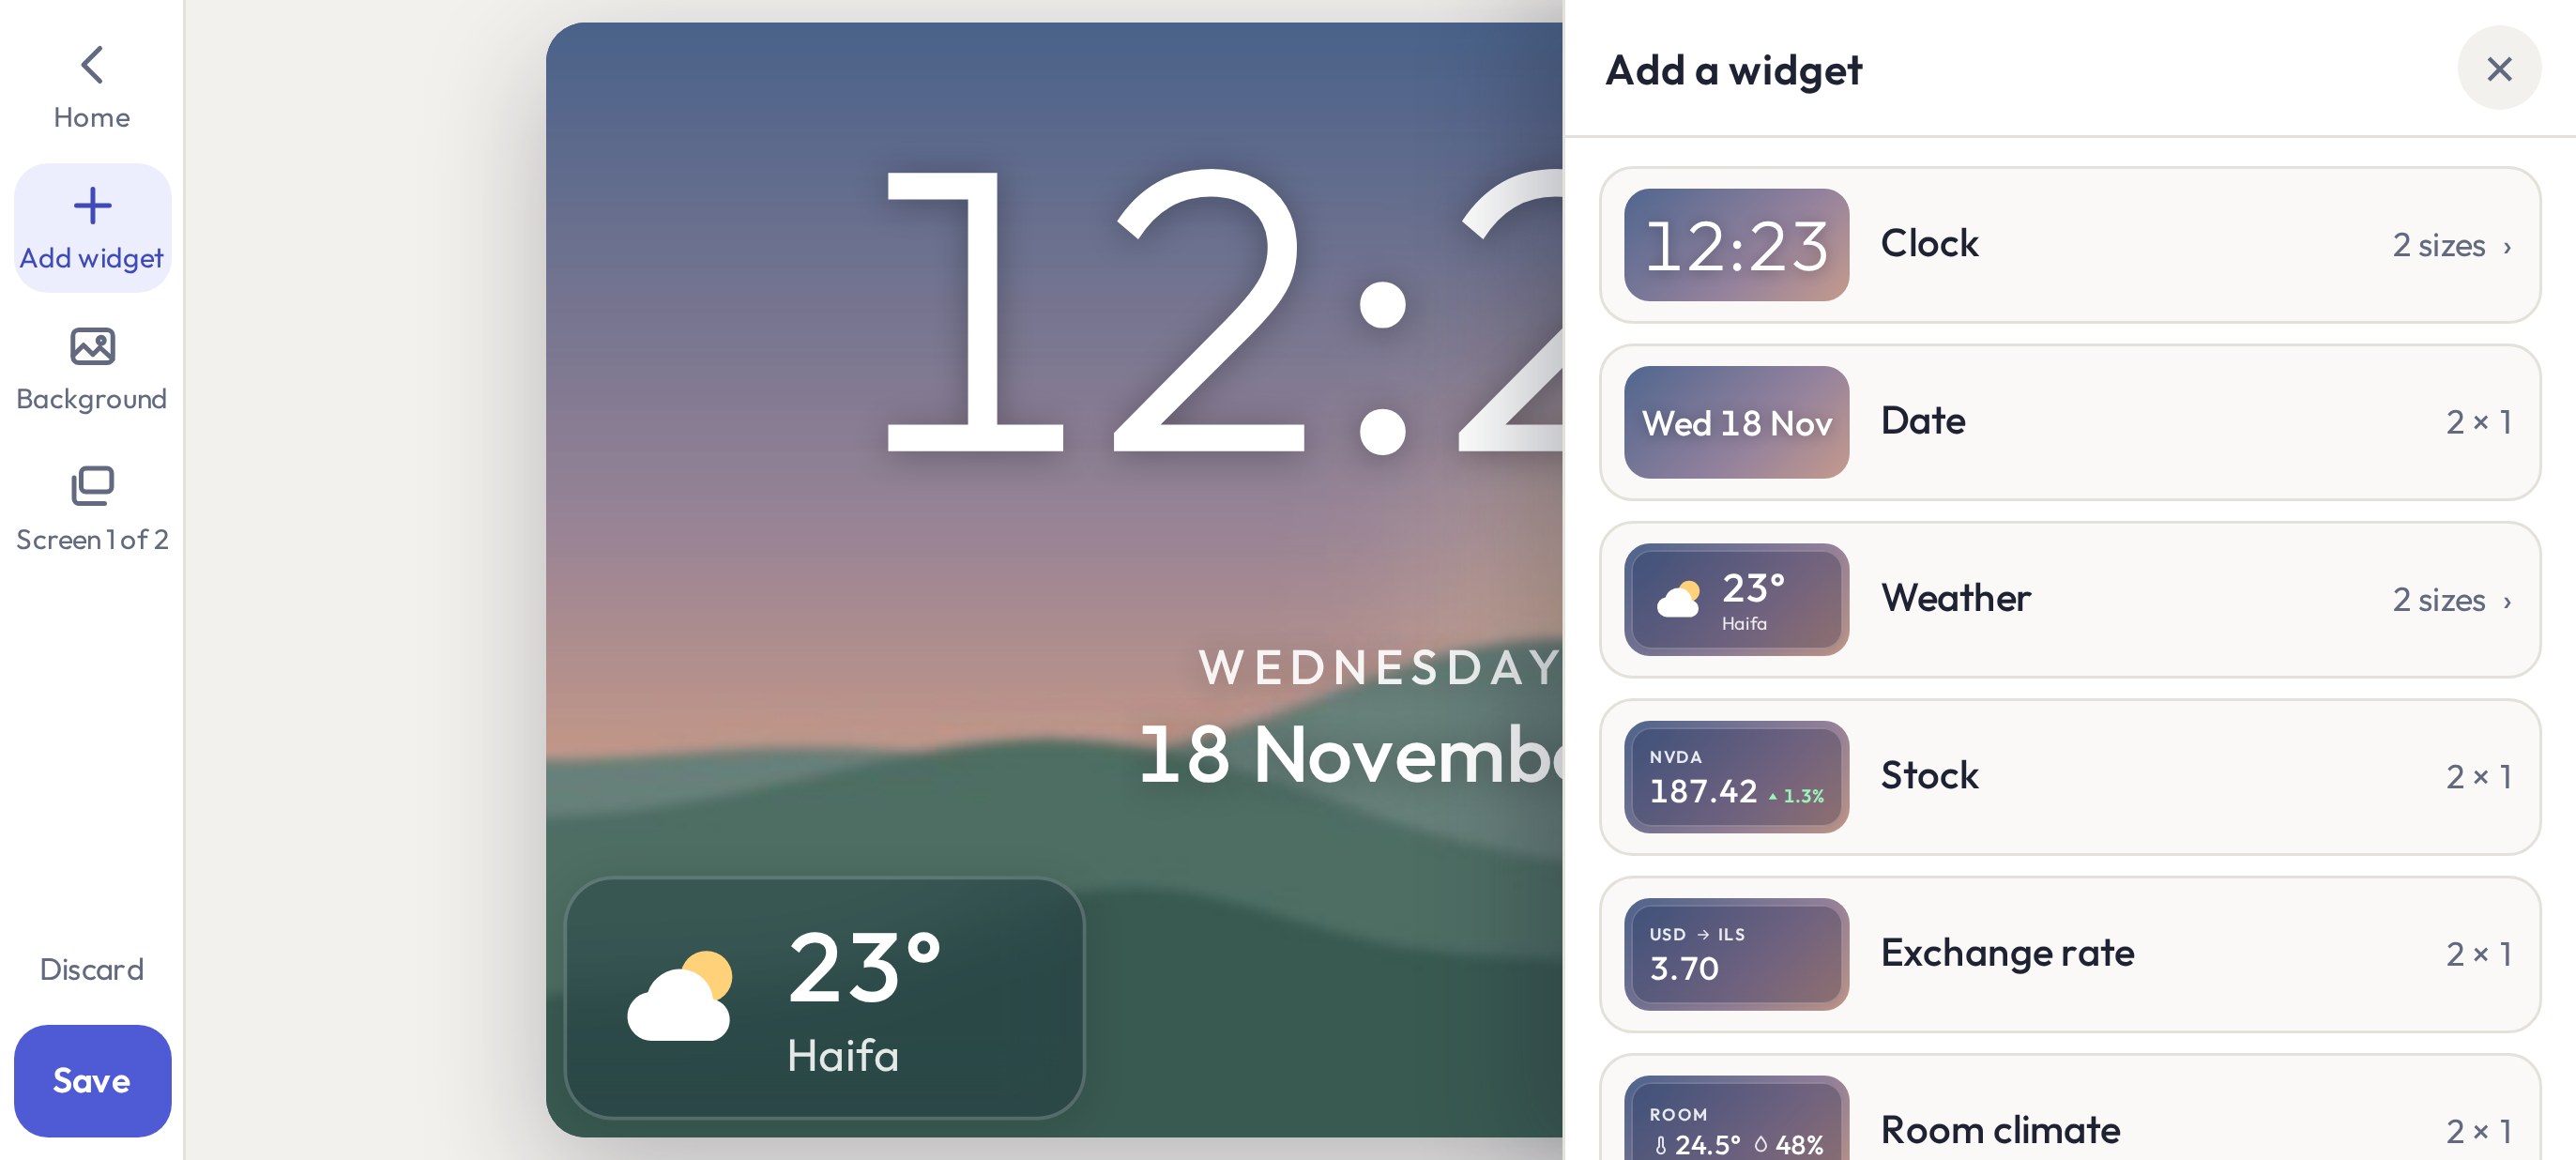 Home
Add widget
Background
Screen 1 of 2
Discard
Save
12:2
WEDNESDAY
18 Novemb
23°
Haifa
Add a widget
12:23
Clock
2 sizes ›
Wed 18 Nov
Date
2 × 1
23°
Haifa
Weather
2 sizes ›
NVDA
187.42 ▲ 1.3%
Stock
2 × 1
USD → ILS
3.70
Exchange rate
2 × 1
ROOM
24.5° 48%
Room climate
2 × 1